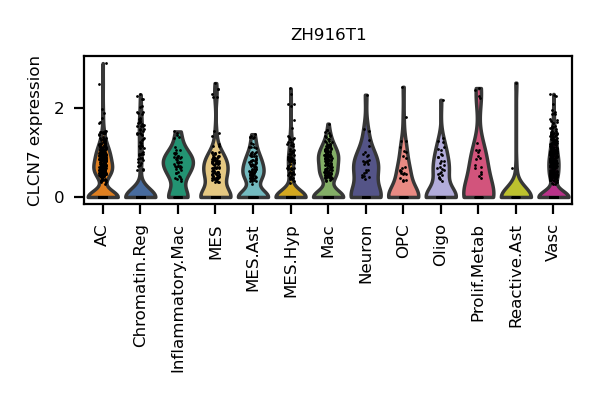 ZH916T1
CLCN7 expression
2
0
AC
Chromatin.Reg
Inflammatory.Mac
MES
MES.Ast
MES.Hyp
Mac
Neuron
OPC
Oligo
Prolif.Metab
Reactive.Ast
Vasc